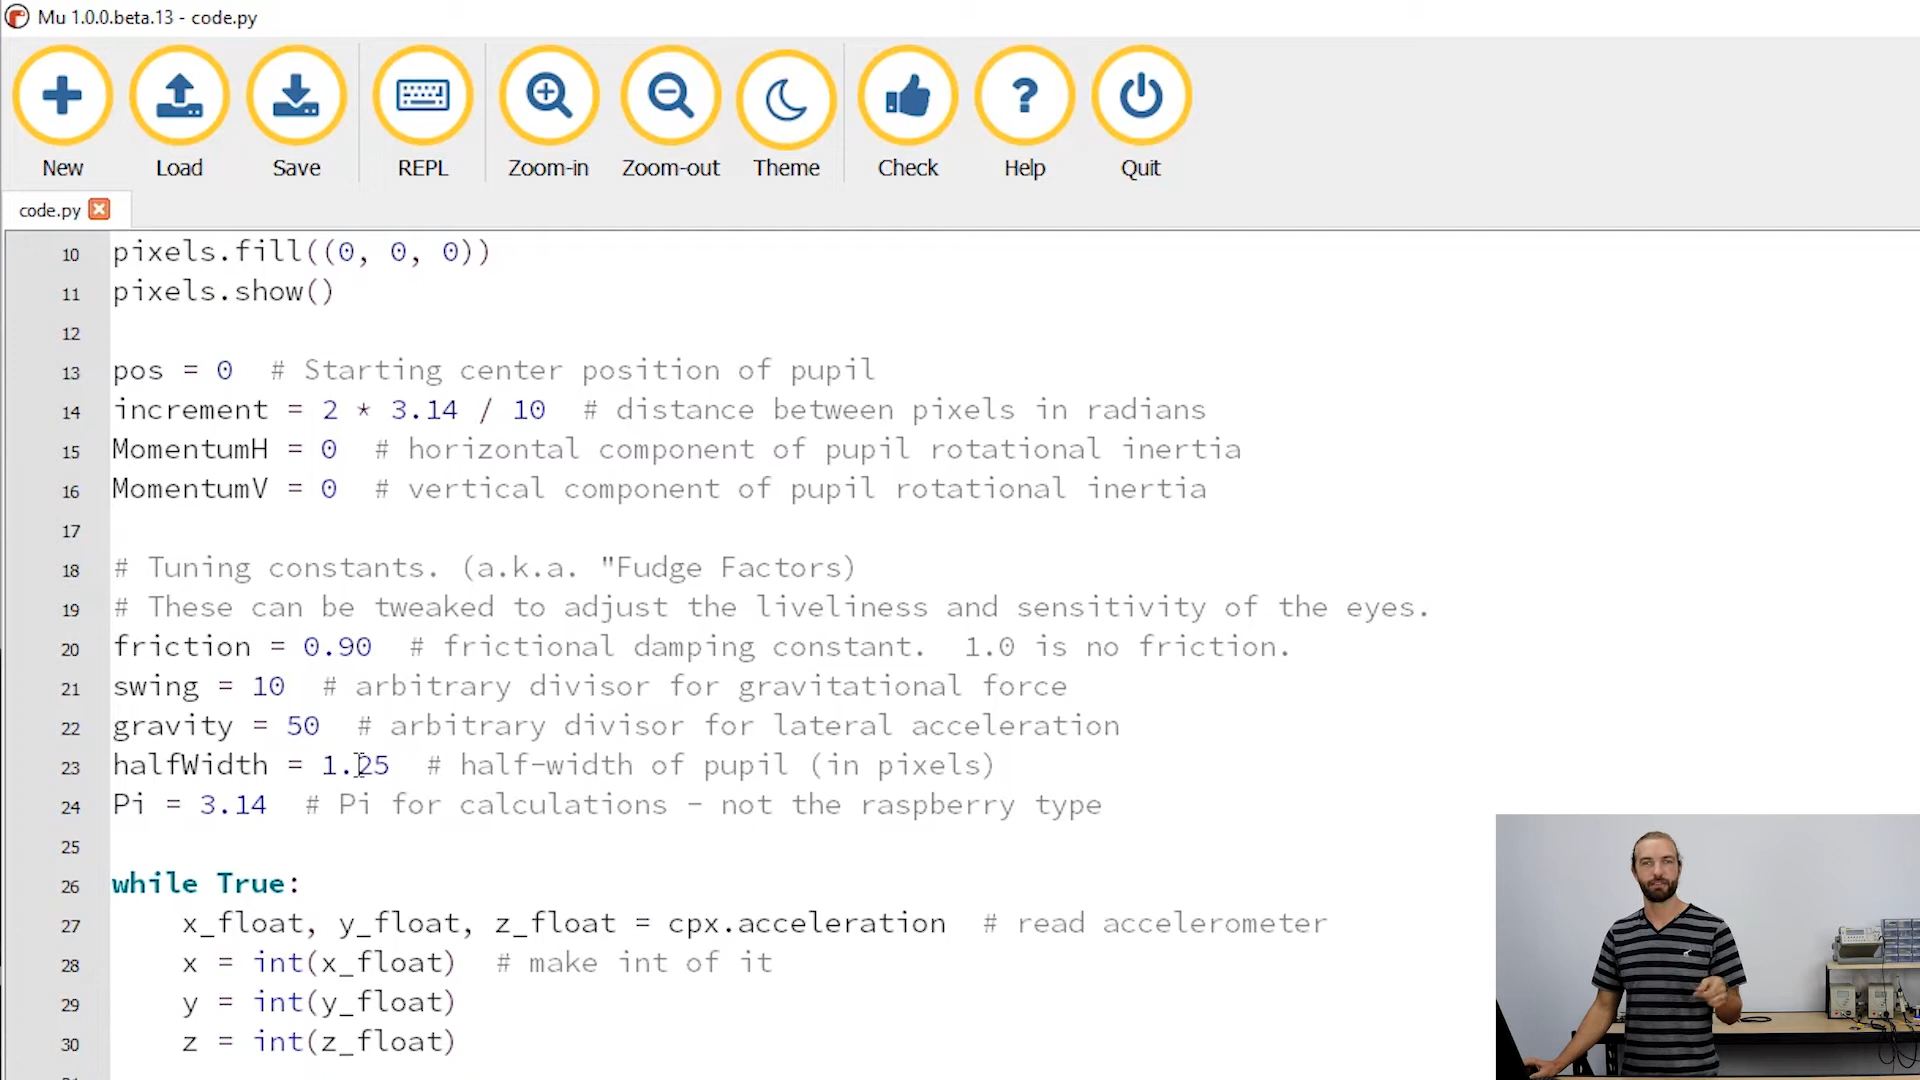 Mu 1.0.0.beta.13 - code.py
New Load Save REPL Zoom-in Zoom-out Theme Check Help Quit
code.py
10 pixels.fill((0, 0, 0))
11 pixels.show()
12
13 pos = 0  # Starting center position of pupil
14 increment = 2 * 3.14 / 10  # distance between pixels in radians
15 MomentumH = 0  # horizontal component of pupil rotational inertia
16 MomentumV = 0  # vertical component of pupil rotational inertia
17
18 # Tuning constants. (a.k.a. "Fudge Factors)
19 # These can be tweaked to adjust the liveliness and sensitivity of the eyes.
20 friction = 0.90  # frictional damping constant.  1.0 is no friction.
21 swing = 10  # arbitrary divisor for gravitational force
22 gravity = 50  # arbitrary divisor for lateral acceleration
23 halfWidth = 1.25  # half-width of pupil (in pixels)
24 Pi = 3.14  # Pi for calculations - not the raspberry type
25
26 while True:
27     x_float, y_float, z_float = cpx.acceleration  # read accelerometer
28     x = int(x_float)  # make int of it
29     y = int(y_float)
30     z = int(z_float)